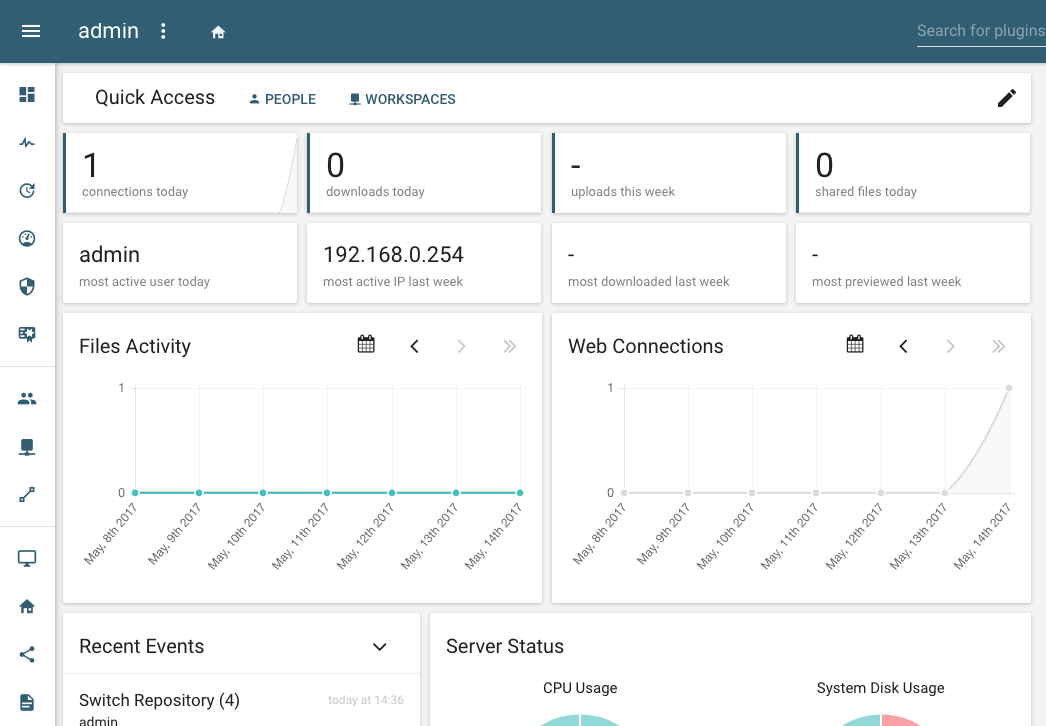 admin
Search for plugins
Quick Access PEOPLE WORKSPACES
1
connections today
0
downloads today
-
uploads this week
0
shared files today
admin
most active user today
192.168.0.254
most active IP last week
-
most downloaded last week
-
most previewed last week
Files Activity
1
0
May, 8th 2017
May, 9th 2017
May, 10th 2017
May, 11th 2017
May, 12th 2017
May, 13th 2017
May, 14th 2017
Web Connections
1
0
May, 8th 2017
May, 9th 2017
May, 10th 2017
May, 11th 2017
May, 12th 2017
May, 13th 2017
May, 14th 2017
Recent Events
Switch Repository (4) today at 14:36
admin
Server Status
CPU Usage
System Disk Usage